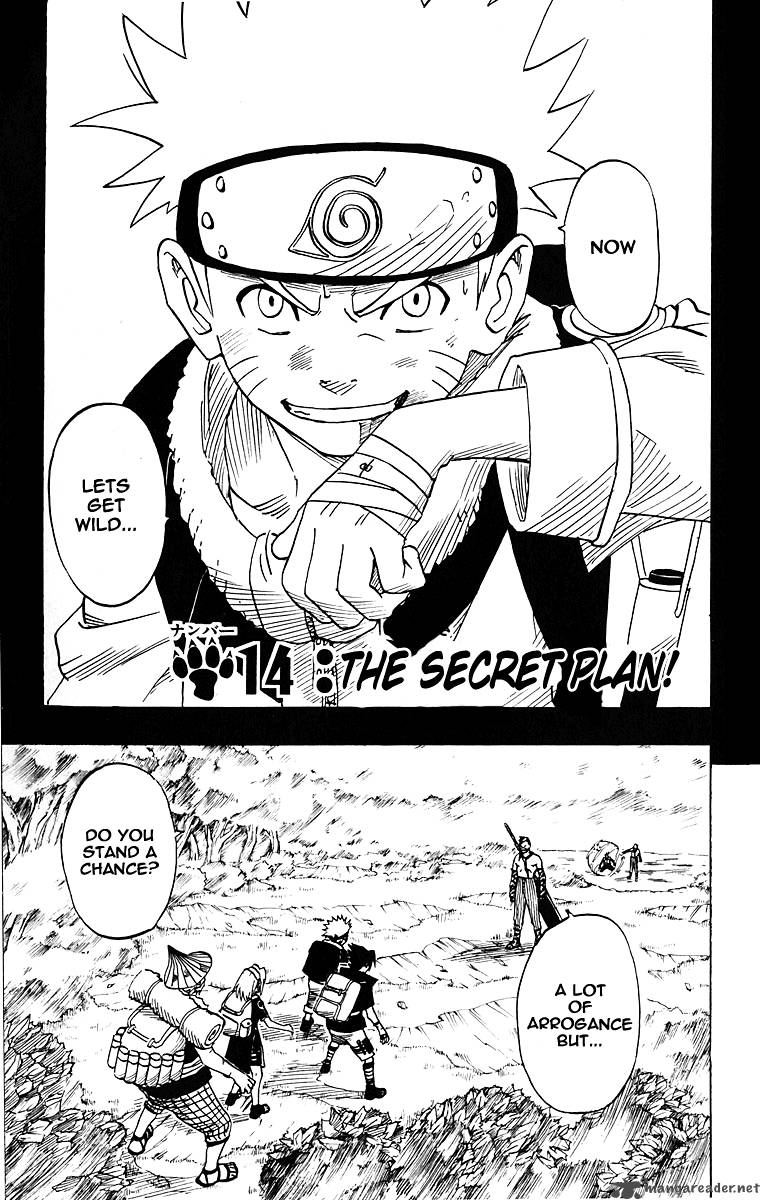 NOW
LETS
GET
WILD...
ナンバー
14 : THE SECRET PLAN!
A LOT
OF
ARROGANCE
BUT...
DO YOU
STAND A
CHANCE?
mangareader.net